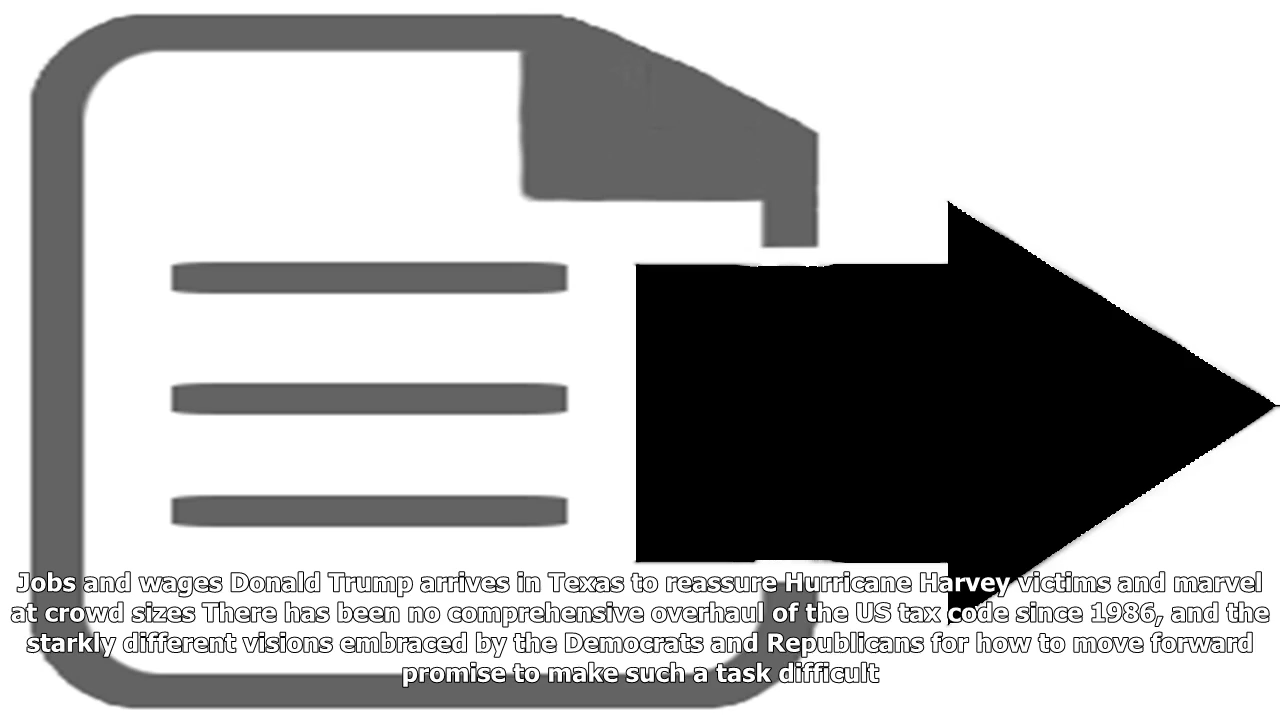 Jobs and wages Donald Trump arrives in Texas to reassure Hurricane Harvey victims and marvel
at crowd sizes There has been no comprehensive overhaul of the US tax code since 1986, and the
starkly different visions embraced by the Democrats and Republicans for how to move forward
promise to make such a task difficult